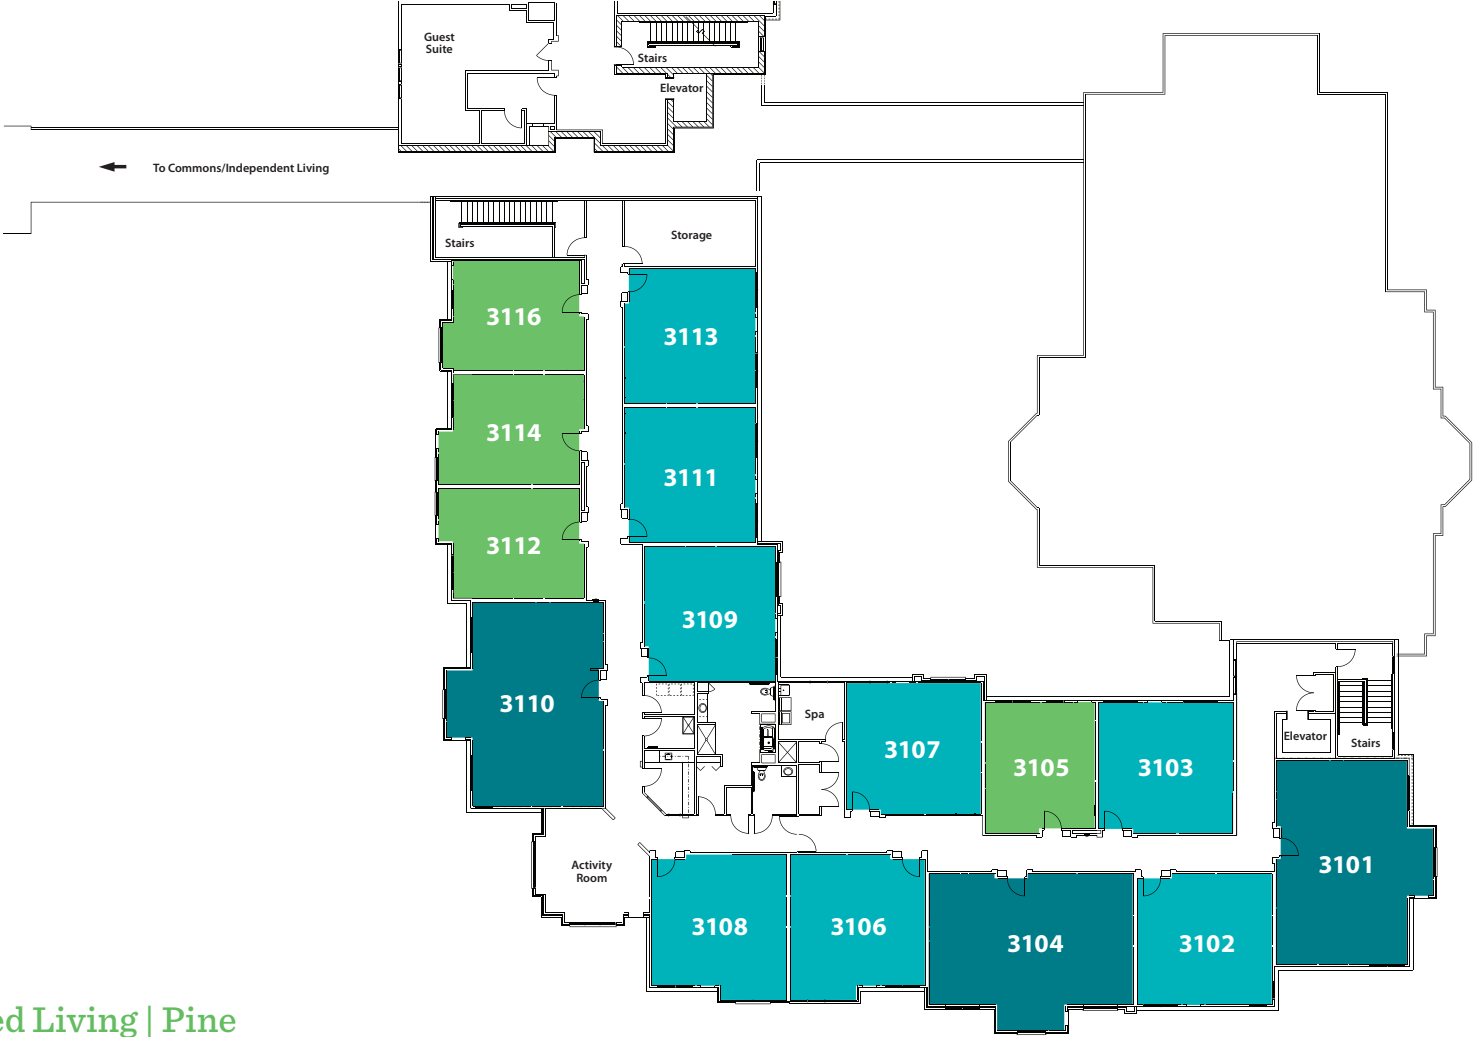 Guest
Suite
Stairs
Elevator
To Commons/Independent Living
Stairs
Storage
3116
3113
3114
3111
3112
3109
3110
Spa
3107
3105
3103
Elevator
Stairs
3101
Activity
Room
3108
3106
3104
3102
ed Living | Pine